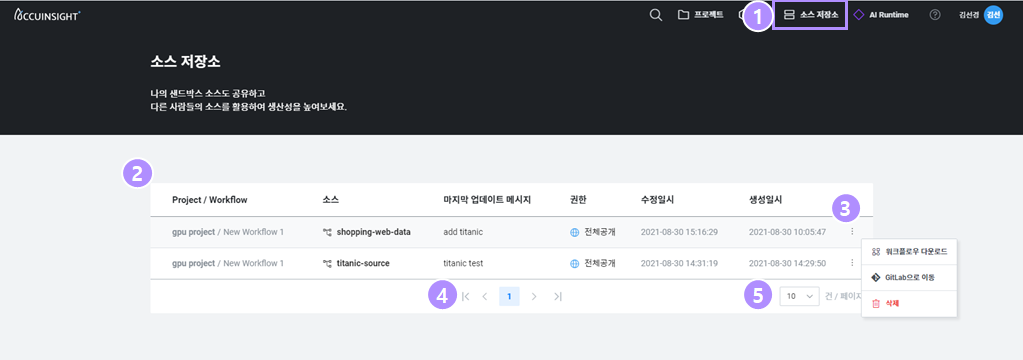 ACCUINSIGHT
프로젝트
1
소스 저장소
AI Runtime
?
김선경
김선
소스 저장소
나의 샌드박스 소스도 공유하고
다른 사람들의 소스를 활용하여 생산성을 높여보세요.
2
Project / Workflow 소스 마지막 업데이트 메시지 권한 수정일시 생성일시
3
gpu project / New Workflow 1 shopping-web-data add titanic 전체공개 2021-08-30 15:16:29 2021-08-30 10:05:47
gpu project / New Workflow 1 titanic-source titanic test 전체공개 2021-08-30 14:31:19 2021-08-30 14:29:50
워크플로우 다운로드
GitLab으로 이동
삭제
4
1
5
10
건 / 페이지